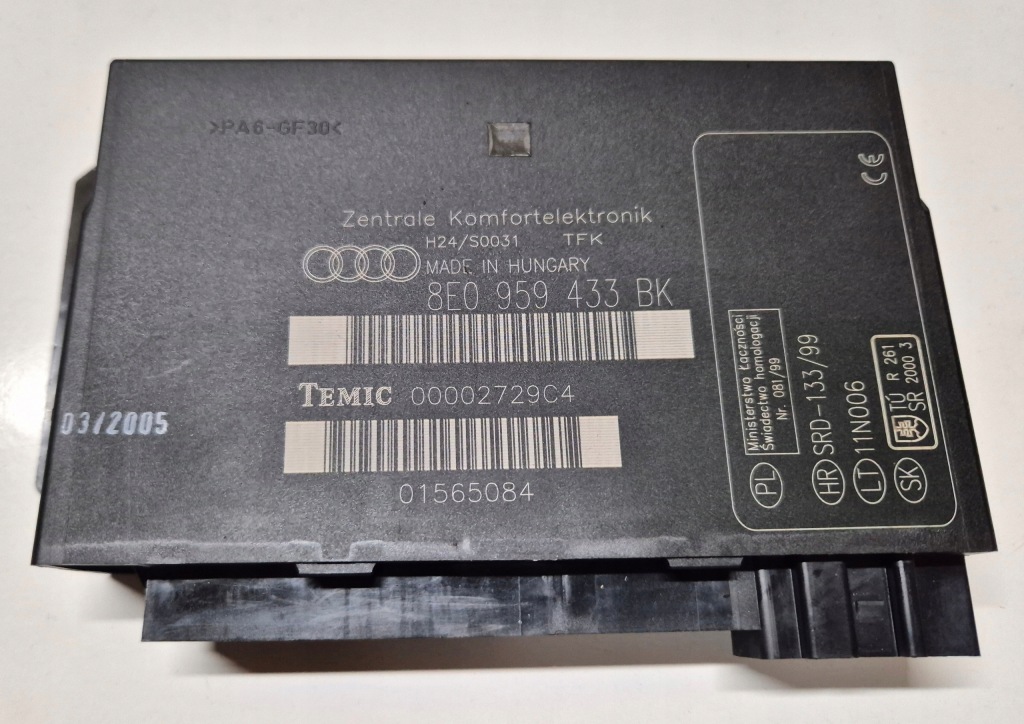 >PA6-GF30<
Zentrale Komfortelektronik
H24/S0031 TFK
MADE IN HUNGARY
8E0 959 433 BK
TEMIC 00002729C4
01565084
03/2005
CE
PL Ministerstwo Łączności
Świadectwo homologacji
Nr. 081/99
HR SRD-133/99
LT 11N006
SK TÚ R 261
SR 2000 3